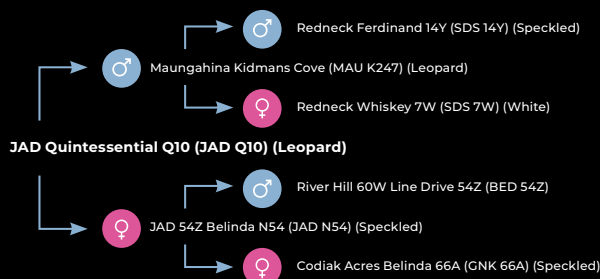 Redneck Ferdinand 14Y (SDS 14Y) (Speckled)
Maungahina Kidmans Cove (MAU K247) (Leopard)
Redneck Whiskey 7W (SDS 7W) (White)
JAD Quintessential Q10 (JAD Q10) (Leopard)
River Hill 60W Line Drive 54Z (BED 54Z)
JAD 54Z Belinda N54 (JAD N54) (Speckled)
Codiak Acres Belinda 66A (GNK 66A) (Speckled)